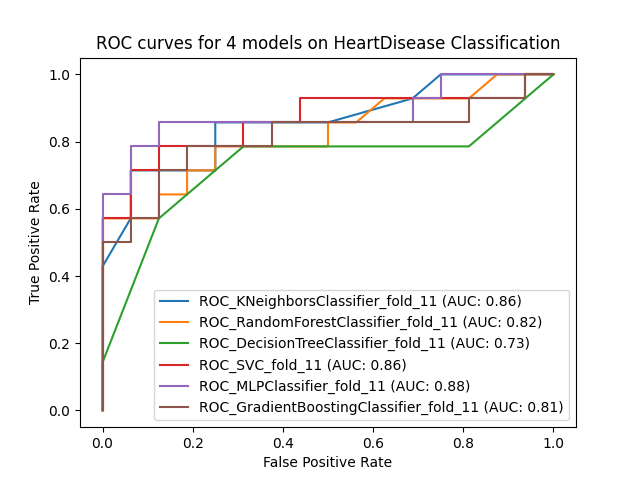 ROC curves for 4 models on HeartDisease Classification
True Positive Rate
1.0
0.8
0.6
0.4
0.2
0.0
ROC_KNeighborsClassifier_fold_11 (AUC: 0.86)
ROC_RandomForestClassifier_fold_11 (AUC: 0.82)
ROC_DecisionTreeClassifier_fold_11 (AUC: 0.73)
ROC_SVC_fold_11 (AUC: 0.86)
ROC_MLPClassifier_fold_11 (AUC: 0.88)
ROC_GradientBoostingClassifier_fold_11 (AUC: 0.81)
0.0 0.2 0.4 0.6 0.8 1.0
False Positive Rate